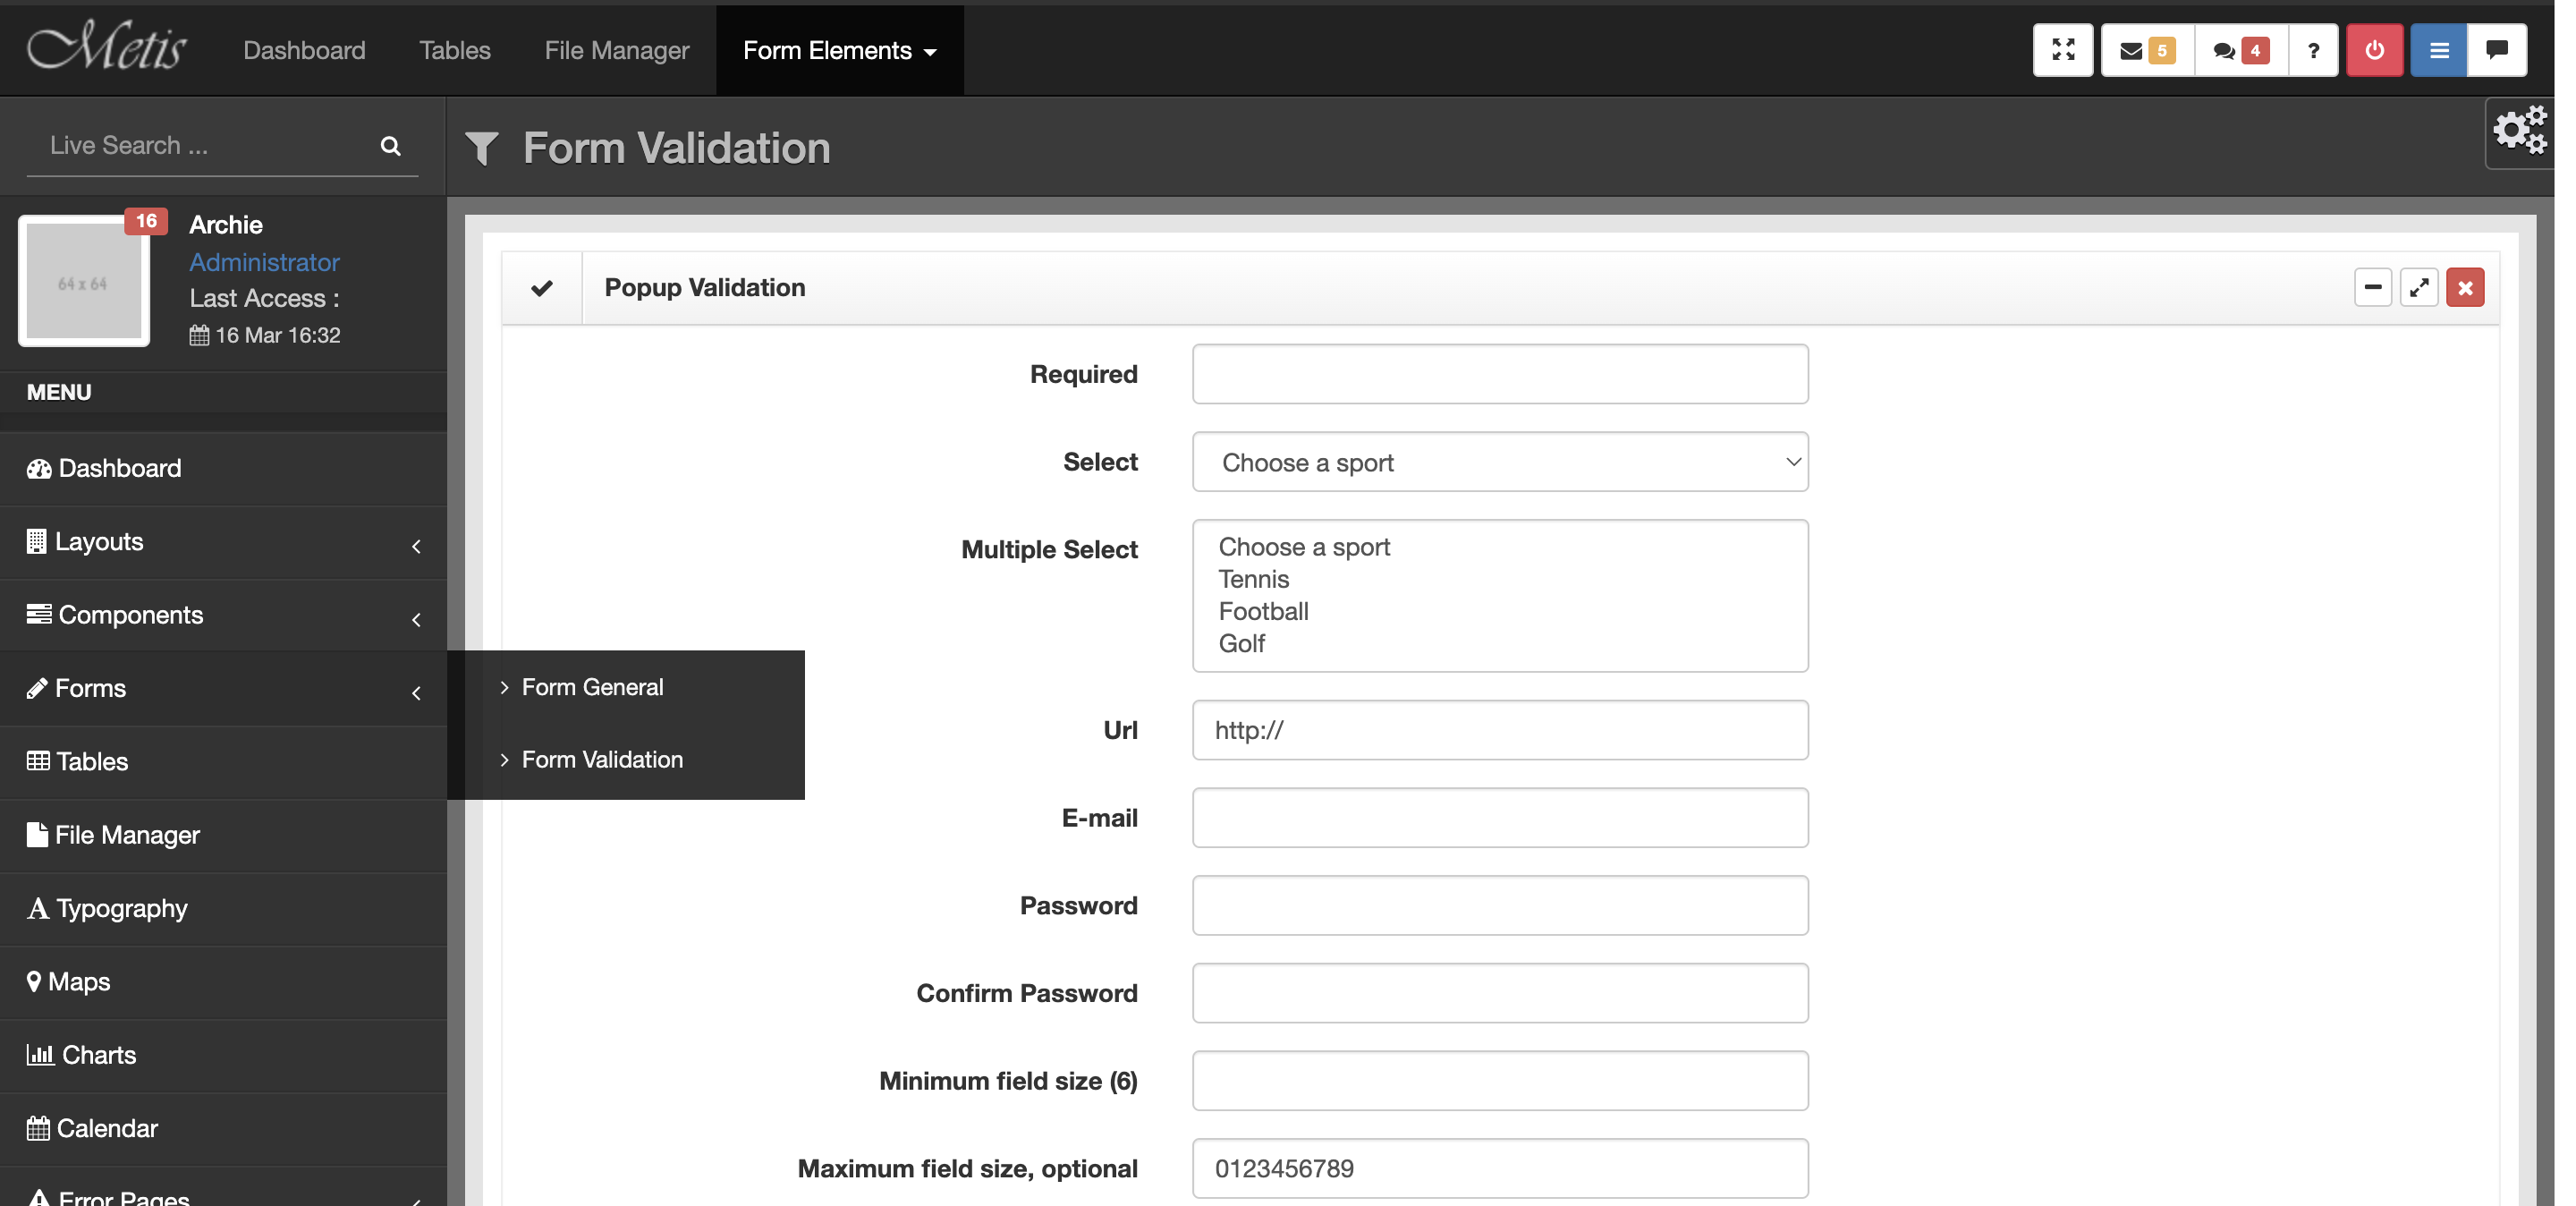 Metis
Dashboard
Tables
File Manager
Form Elements
5
4
?
Live Search ...
Form Validation
16
64 x 64
Archie
Administrator
Last Access :
16 Mar 16:32
MENU
Dashboard
Layouts
Components
Forms
Form General
Form Validation
Tables
File Manager
Typography
Maps
Charts
Calendar
Error Pages
Popup Validation
Required
Select
Choose a sport
Multiple Select
Choose a sport
Tennis
Football
Golf
Url
http://
E-mail
Password
Confirm Password
Minimum field size (6)
Maximum field size, optional
0123456789